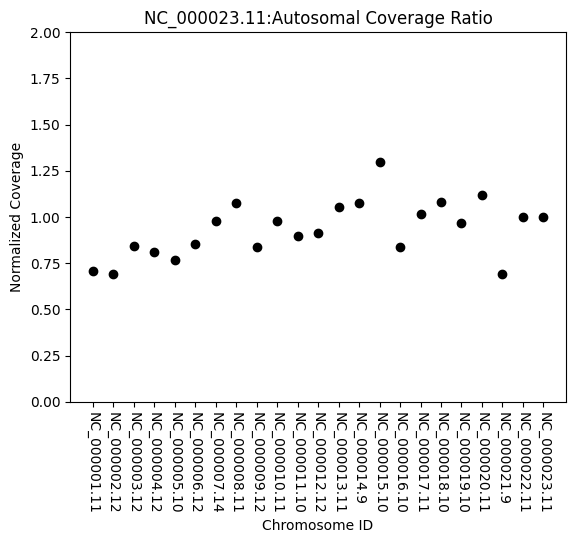 NC_000023.11:Autosomal Coverage Ratio
2.00
1.75
1.50
1.25
1.00
0.75
0.50
0.25
0.00
Normalized Coverage
NC_000001.11
NC_000002.12
NC_000003.12
NC_000004.12
NC_000005.10
NC_000006.12
NC_000007.14
NC_000008.11
NC_000009.12
NC_000010.11
NC_000011.10
NC_000012.12
NC_000013.11
NC_000014.9
NC_000015.10
NC_000016.10
NC_000017.11
NC_000018.10
NC_000019.10
NC_000020.11
NC_000021.9
NC_000022.11
NC_000023.11
Chromosome ID